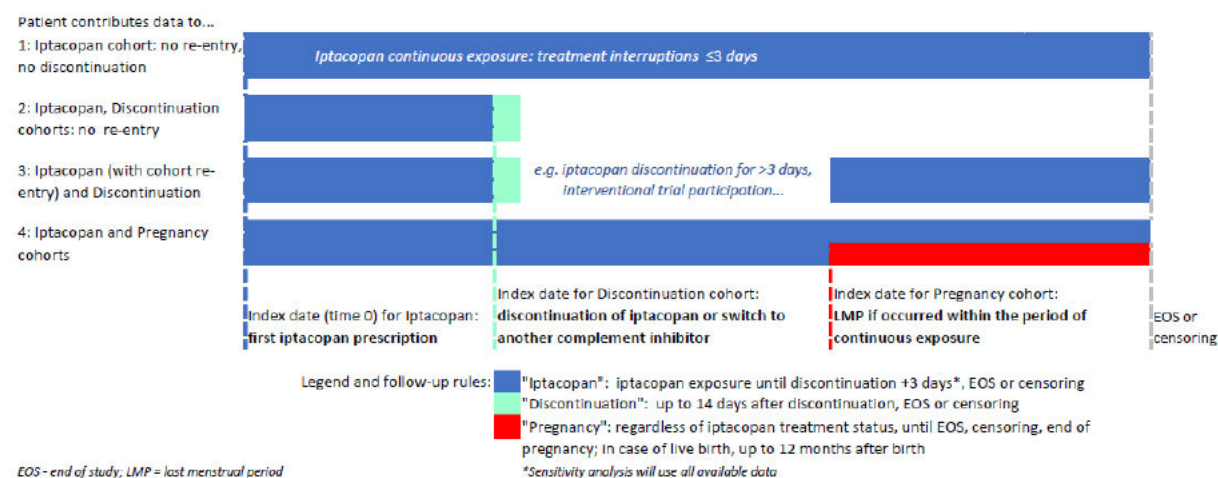 Patient contributes data to...
1: Iptacopan cohort: no re-entry,
no discontinuation
Iptacopan continuous exposure: treatment interruptions ≤3 days
2: Iptacopan, Discontinuation
cohorts: no re-entry
3: Iptacopan (with cohort re-
entry) and Discontinuation
e.g. iptacopan discontinuation for >3 days,
interventional trial participation...
4: Iptacopan and Pregnancy
cohorts
Index date (time 0) for Iptacopan:
first iptacopan prescription
Index date for Discontinuation cohort:
discontinuation of iptacopan or switch to
another complement inhibitor
Index date for Pregnancy cohort:
LMP if occurred within the period of
continuous exposure
EOS or
censoring
Legend and follow-up rules:
"Iptacopan": iptacopan exposure until discontinuation +3 days*, EOS or censoring
"Discontinuation": up to 14 days after discontinuation, EOS or censoring
"Pregnancy": regardless of iptacopan treatment status, until EOS, censoring, end of
pregnancy; in case of live birth, up to 12 months after birth
EOS - end of study; LMP = last menstrual period
*Sensitivity analysis will use all available data